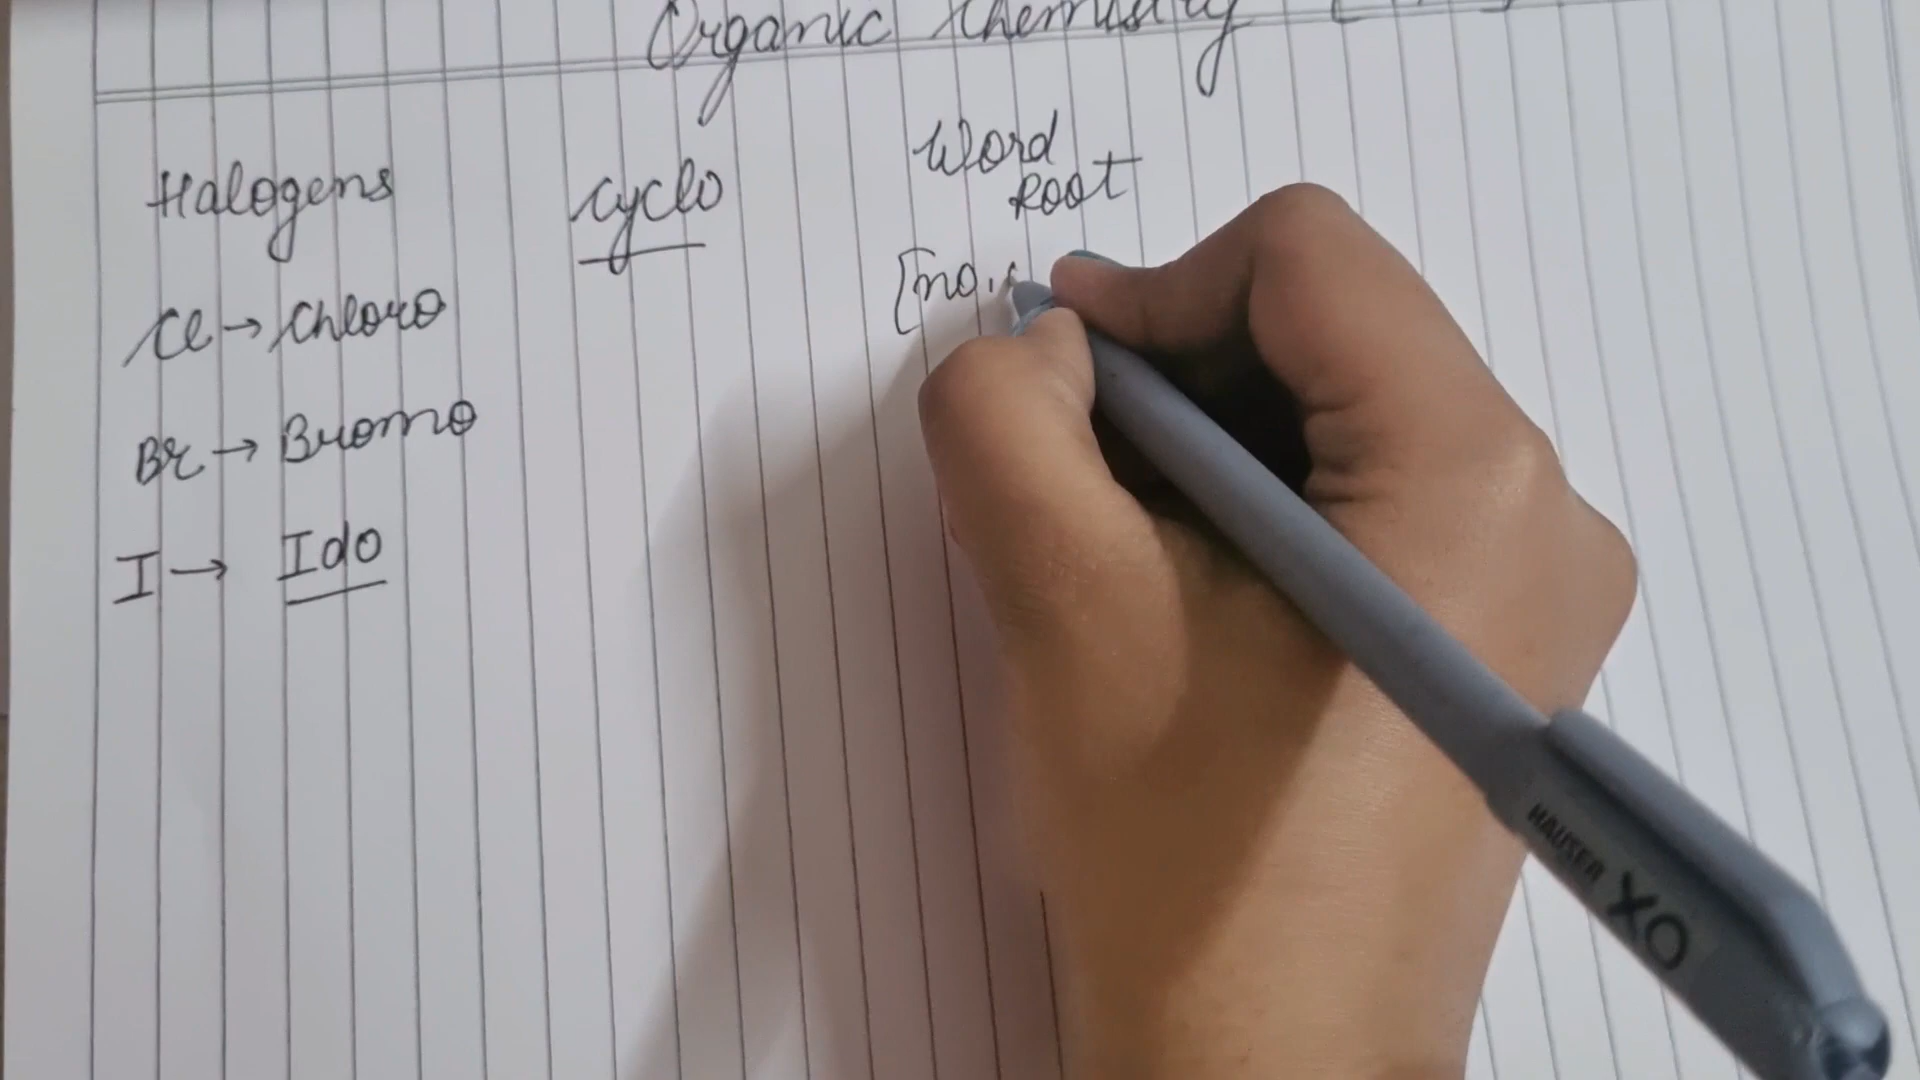 Organic Chemistry
Halogens
Cyclo
Word
Root
[no.
Cl → Chloro
Br → Bromo
I → Ido
HAUSER XO